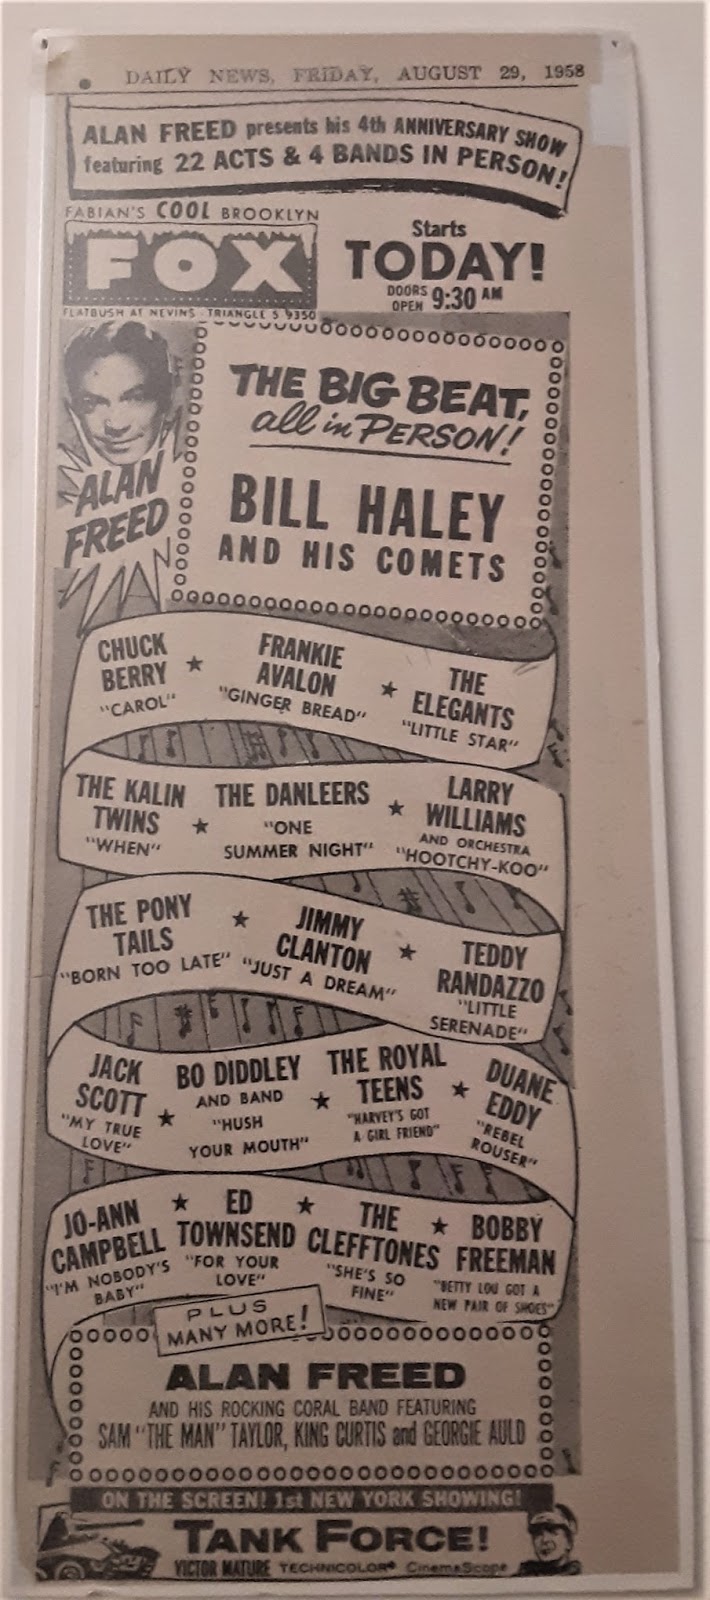 DAILY NEWS, FRIDAY, AUGUST 29, 1958
ALAN FREED presents his 4th ANNIVERSARY SHOW
featuring 22 ACTS & 4 BANDS IN PERSON!
FABIAN'S COOL BROOKLYN
FOX
FLATBUSH AT NEVINS · TRIANGLE 5 9350
Starts
TODAY!
DOORS OPEN 9:30 AM
ALAN
FREED
THE BIG BEAT,
all in PERSON!
BILL HALEY
AND HIS COMETS
CHUCK
BERRY
"CAROL"
FRANKIE
AVALON
"GINGER BREAD"
THE
ELEGANTS
"LITTLE STAR"
THE KALIN
TWINS
"WHEN"
THE DANLEERS
"ONE
SUMMER NIGHT"
LARRY
WILLIAMS
AND ORCHESTRA
"HOOTCHY-KOO"
THE PONY
TAILS
"BORN TOO LATE"
JIMMY
CLANTON
"JUST A DREAM"
TEDDY
RANDAZZO
"LITTLE
SERENADE"
JACK
SCOTT
"MY TRUE
LOVE"
BO DIDDLEY
AND BAND
"HUSH
YOUR MOUTH"
THE ROYAL
TEENS
"HARVEY'S GOT
A GIRL FRIEND"
DUANE
EDDY
"REBEL
ROUSER"
JO-ANN
CAMPBELL
"I'M NOBODY'S
BABY"
ED
TOWNSEND
"FOR YOUR
LOVE"
THE
CLEFFTONES
"SHE'S SO
FINE"
BOBBY
FREEMAN
"BETTY LOU GOT A
NEW PAIR OF SHOES"
PLUS
MANY MORE!
ALAN FREED
AND HIS ROCKING CORAL BAND FEATURING
SAM "THE MAN" TAYLOR, KING CURTIS and GEORGIE AULD
ON THE SCREEN! 1st NEW YORK SHOWING!
TANK FORCE!
VICTOR MATURE TECHNICOLOR® CinemaScope